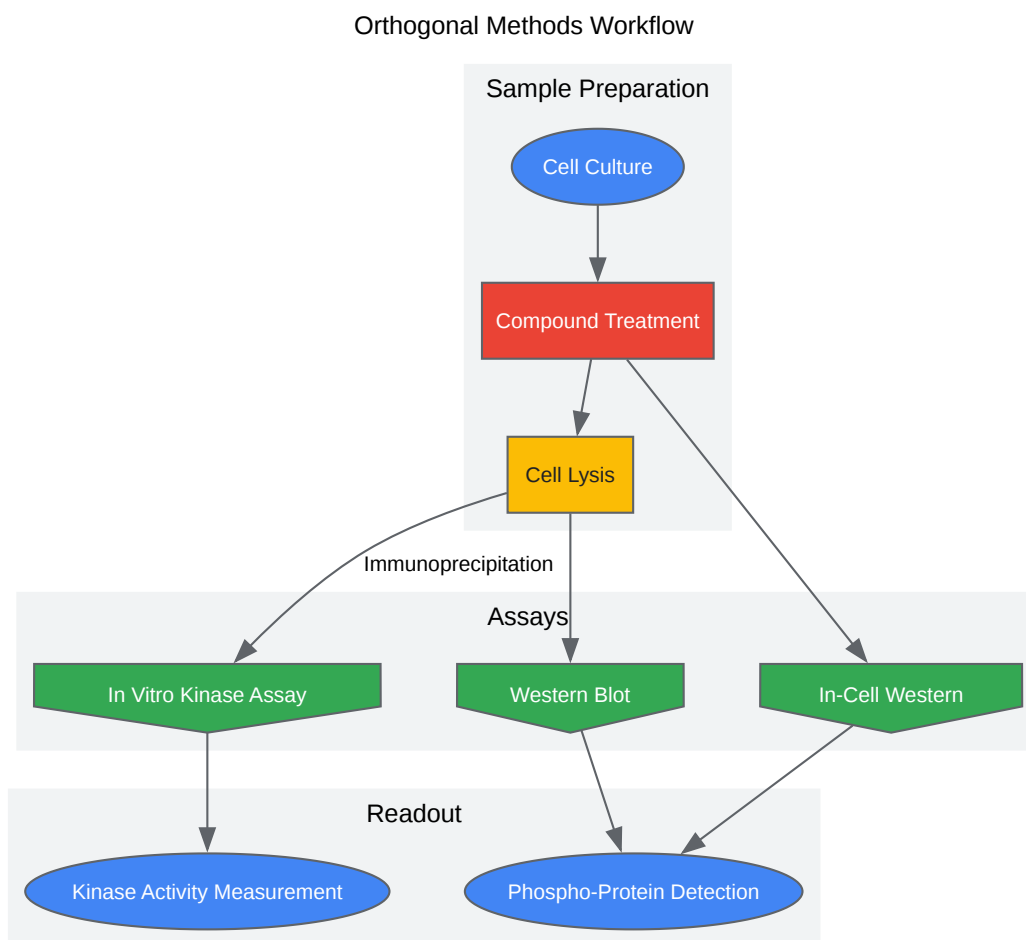 Orthogonal Methods Workflow
Sample Preparation
Cell Culture
Compound Treatment
Cell Lysis
Immunoprecipitation
Assays
In Vitro Kinase Assay
Western Blot
In-Cell Western
Readout
Kinase Activity Measurement
Phospho-Protein Detection